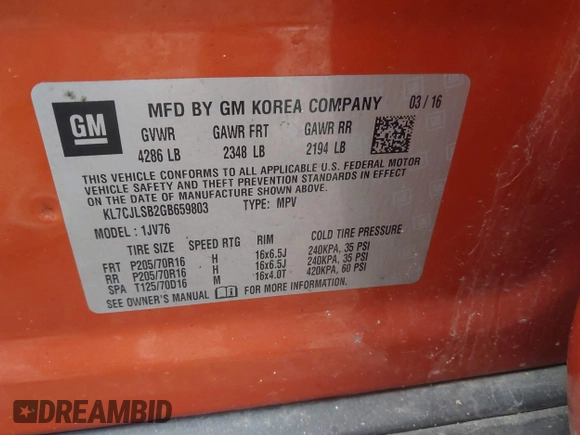 GM
MFD BY GM KOREA COMPANY 03 / 16
GVWR GAWR FRT GAWR RR
4286 LB 2348 LB 2194 LB
THIS VEHICLE CONFORMS TO ALL APPLICABLE U.S. FEDERAL MOTOR
VEHICLE SAFETY AND THEFT PREVENTION STANDARDS IN EFFECT
ON THE DATE OF MANUFACTURE SHOWN ABOVE.
KL7CJLSB2GB659803 TYPE: MPV
MODEL: 1JV76
TIRE SIZE SPEED RTG RIM COLD TIRE PRESSURE
FRT P205/70R16 H 16x6.5J 240KPA, 35 PSI
RR P205/70R16 H 16x6.5J 240KPA, 35 PSI
SPA T125/70D16 M 16x4.0T 420KPA, 60 PSI
SEE OWNER'S MANUAL FOR MORE INFORMATION.
DREAMBID